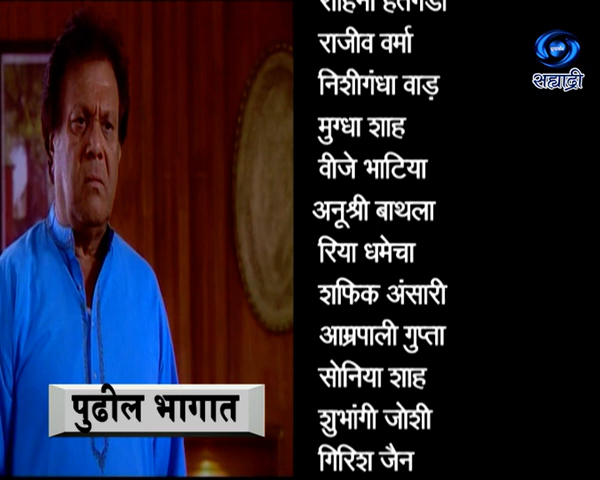 राजीव वर्मा
निशीगंधा वाड़
मुग्धा शाह
वीजे भाटिया
अनूश्री बाथला
रिया धमेचा
शफिक अंसारी
आम्रपाली गुप्ता
सोनिया शाह
शुभांगी जोशी
गिरिश जैन
पुढील भागात
सह्याद्री